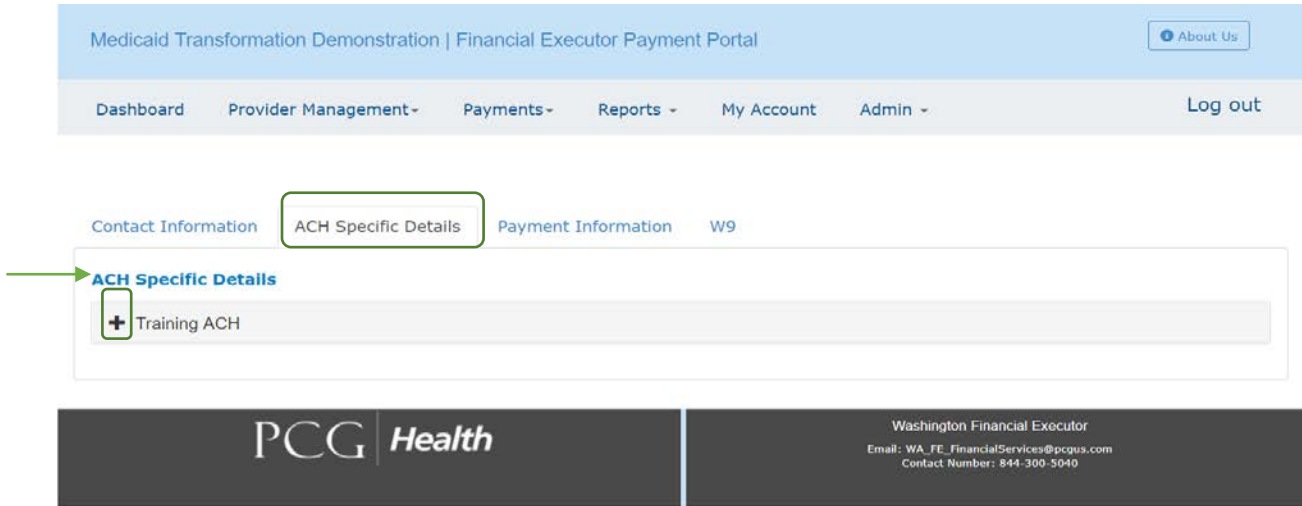 Medicaid Transformation Demonstration | Financial Executor Payment Portal
About Us
Dashboard Provider Management Payments Reports My Account Admin Log out
Contact Information ACH Specific Details Payment Information W9
ACH Specific Details
Training ACH
PCG Health
Washington Financial Executor
Email: WA_FE_FinancialServices@pcgus.com
Contact Number: 844-300-5040